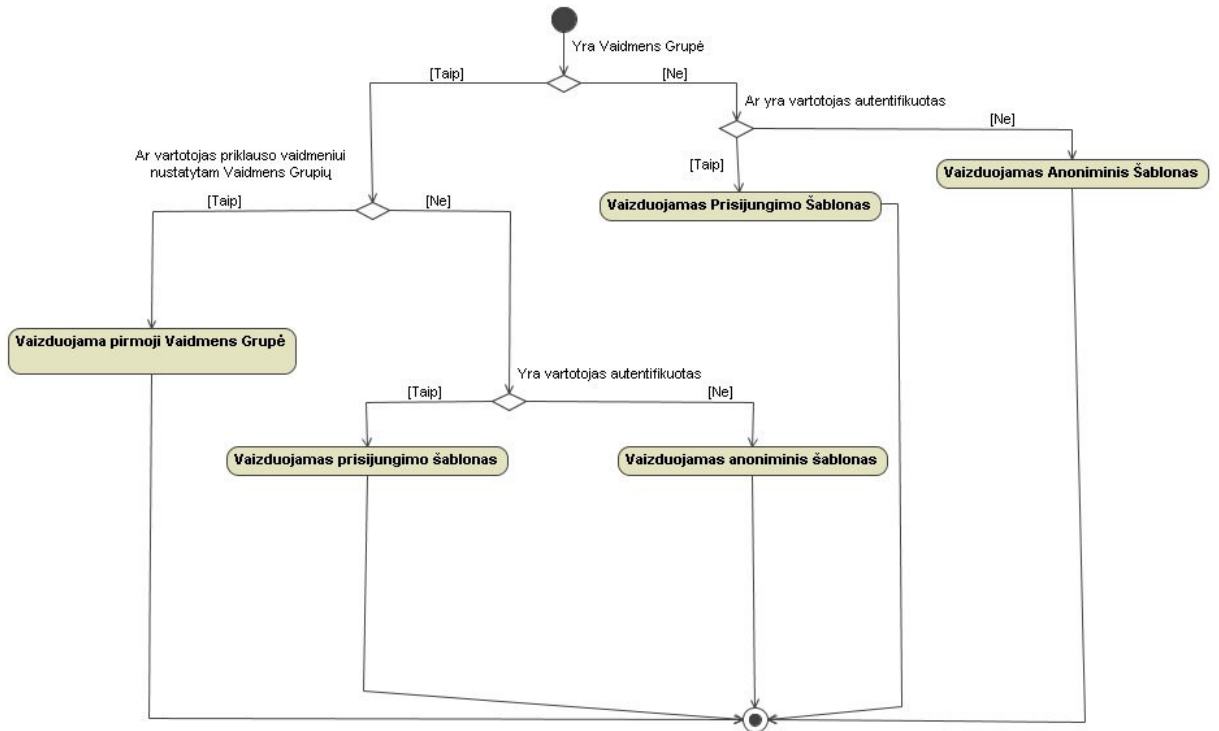 Yra Vaidmens Grupė
[Taip]
[Ne]
Ar yra vartotojas autentifikuotas
[Ne]
Ar vartotojas priklauso vaidmeniui
nustatytam Vaidmens Grupių
[Taip]
Vaizduojamas Anoniminis Šablonas
[Taip]
[Ne]
Vaizduojamas Prisijungimo Šablonas
Vaizduojama pirmoji Vaidmens Grupė
Yra vartotojas autentifikuotas
[Taip]
[Ne]
Vaizduojamas prisijungimo šablonas
Vaizduojamas anoniminis šablonas